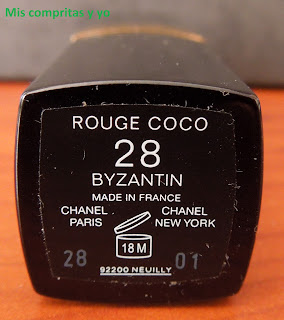 Mis compritas y yo
ROUGE COCO
28
BYZANTIN
MADE IN FRANCE
CHANEL CHANEL
PARIS NEW YORK
18 M
92200 NEUILLY
28 01